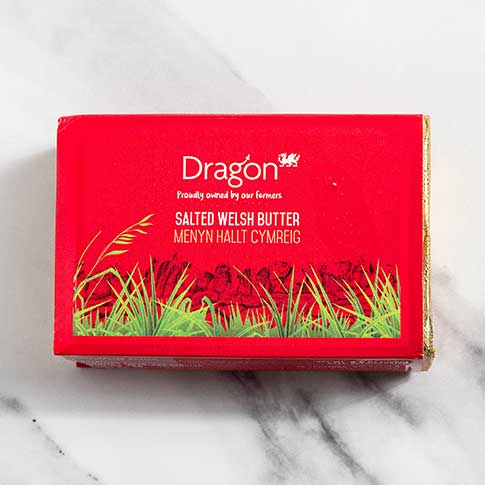 Dragon
Proudly owned by our farmers
SALTED WELSH BUTTER
MENYN HALLT CYMREIG